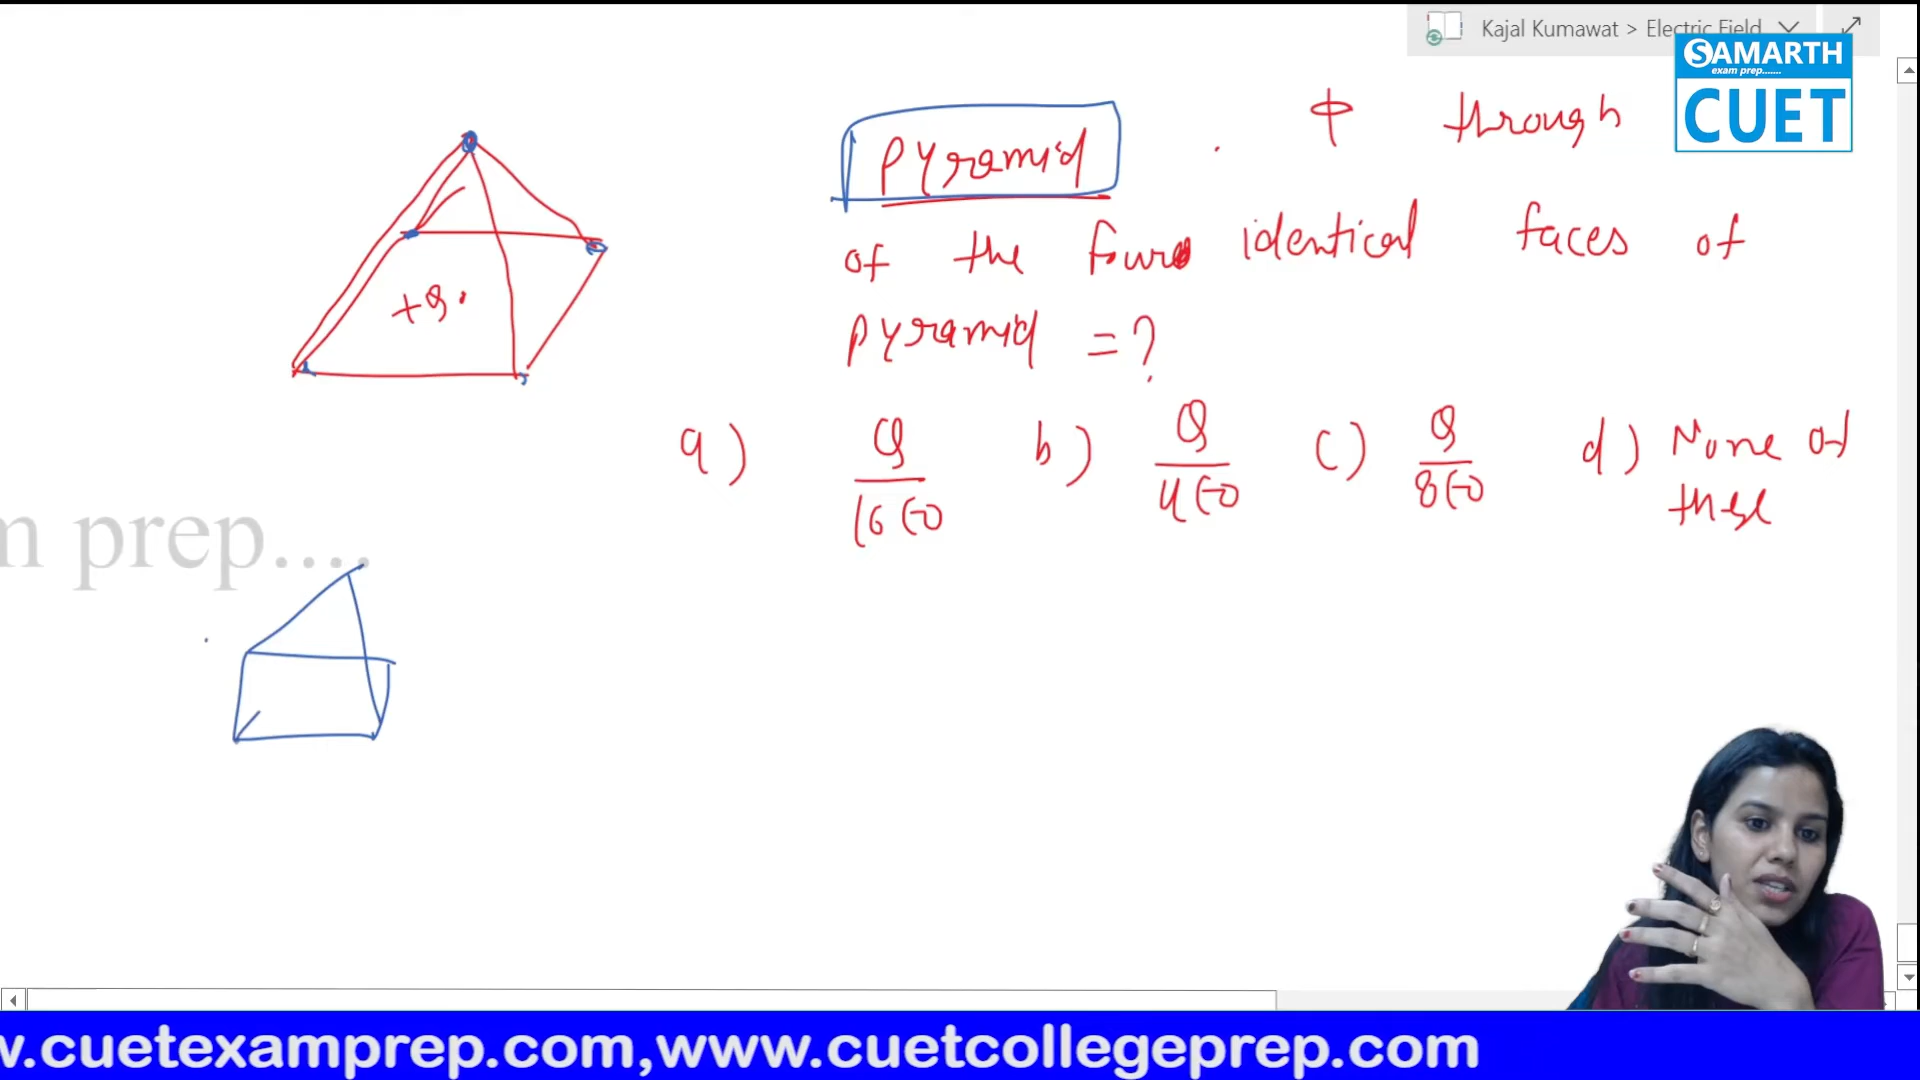 Kajal Kumawat > Electric Field
SAMARTH
exam prep.......
CUET
Pyramid . ϕ through
of the four identical faces of
Pyramid = ?
+Q.
a) Q/16ϵ0 b) Q/4ϵ0 c) Q/8ϵ0 d) None of
these
m prep....
w.cuetexamprep.com,www.cuetcollegeprep.com